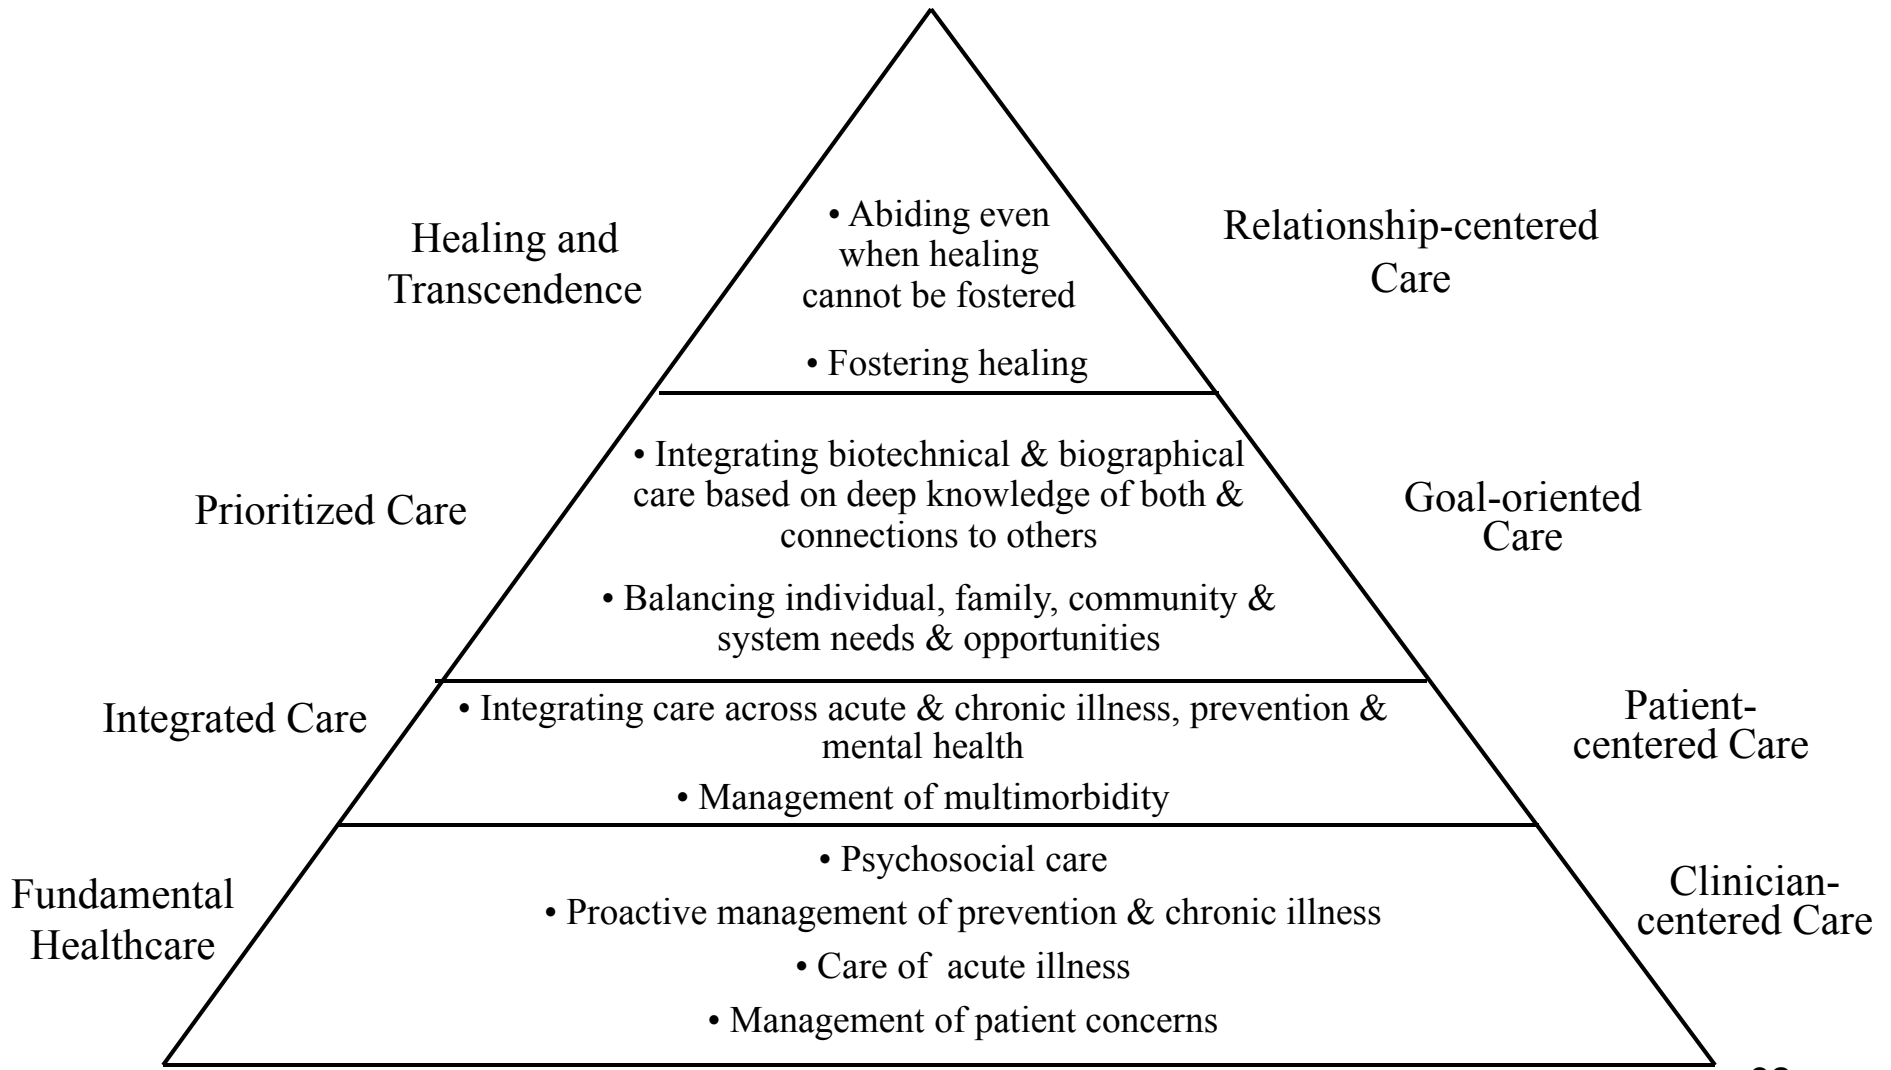 Healing and
Transcendence
• Abiding even
when healing
cannot be fostered
• Fostering healing
Relationship-centered
Care
Prioritized Care
• Integrating biotechnical & biographical
care based on deep knowledge of both &
connections to others
• Balancing individual, family, community &
system needs & opportunities
Goal-oriented
Care
Integrated Care
• Integrating care across acute & chronic illness, prevention &
mental health
• Management of multimorbidity
Patient-
centered Care
Fundamental
Healthcare
• Psychosocial care
• Proactive management of prevention & chronic illness
• Care of  acute illness
• Management of patient concerns
Clinician-
centered Care